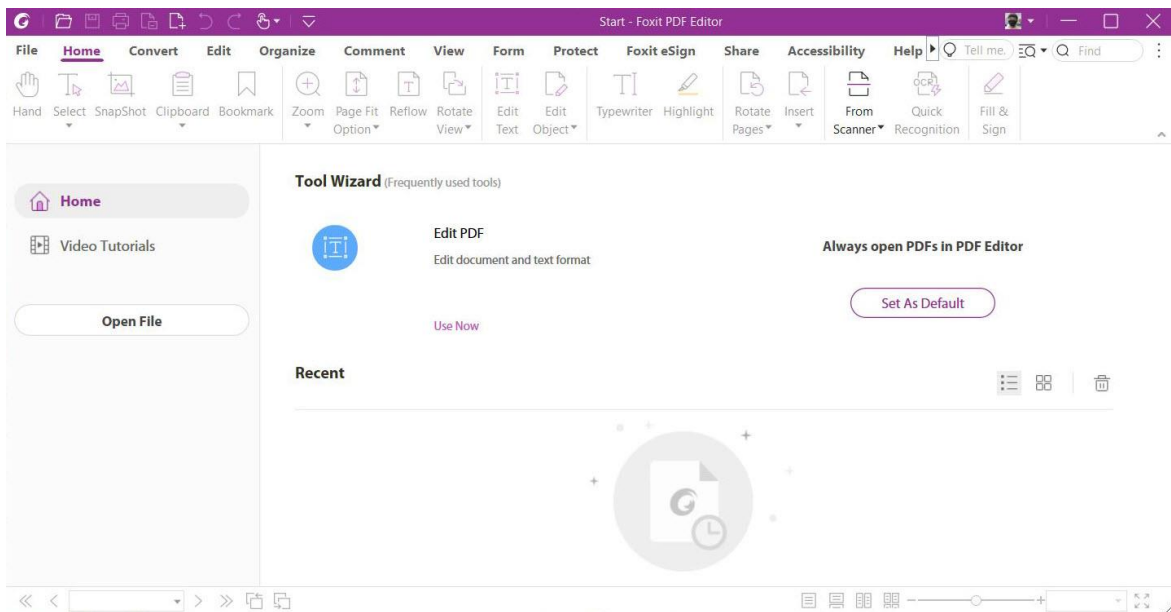 Start - Foxit PDF Editor
File Home Convert Edit Organize Comment View Form Protect Foxit eSign Share Accessibility Help Tell me. Find
Hand Select SnapShot Clipboard Bookmark Zoom Page Fit Option Reflow Rotate View Edit Text Edit Object Typewriter Highlight Rotate Pages Insert From Scanner OCR Quick Recognition Fill & Sign
Tool Wizard (Frequently used tools)
Home
Video Tutorials
Open File
Edit PDF
Edit document and text format
Use Now
Always open PDFs in PDF Editor
Set As Default
Recent